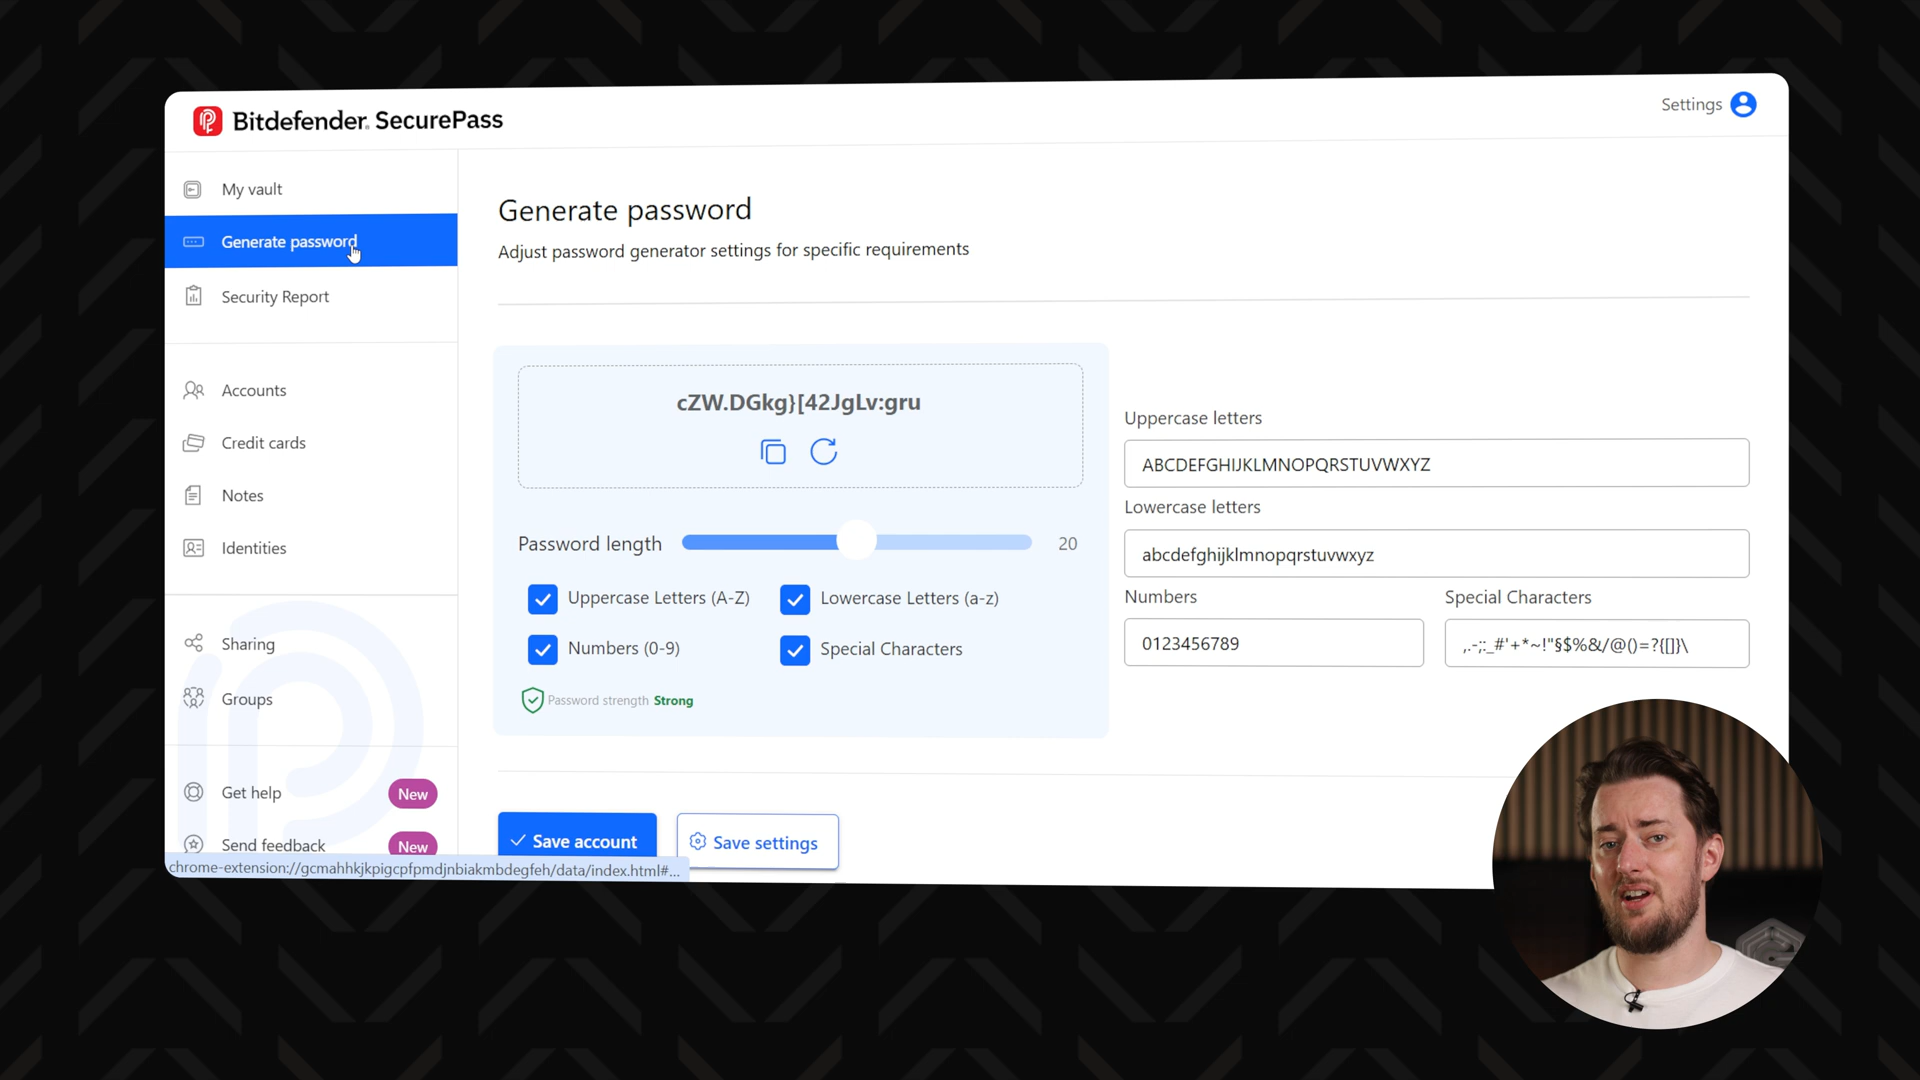 Bitdefender. SecurePass
Settings
My vault
Generate password
Security Report
Accounts
Credit cards
Notes
Identities
Sharing
Groups
Get help
New
Send feedback
New
chrome-extension://gcmahhkjkpigcpfpmdjnbiakmbdegfeh/data/index.html#...
Generate password
Adjust password generator settings for specific requirements
cZW.DGkg}[42JgLv:gru
Password length
20
Uppercase Letters (A-Z)
Lowercase Letters (a-z)
Numbers (0-9)
Special Characters
Password strength Strong
Uppercase letters
ABCDEFGHIJKLMNOPQRSTUVWXYZ
Lowercase letters
abcdefghijklmnopqrstuvwxyz
Numbers
Special Characters
0123456789
,.-;:_#'+*~!"§$%&/@()=?{[]}\
Save account
Save settings